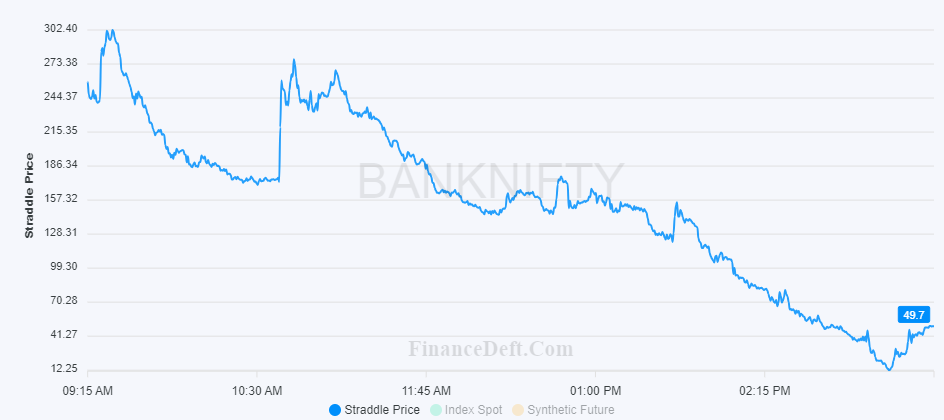 302.40
273.38
244.37
215.35
186.34
157.32
128.31
99.30
70.28
41.27
12.25
Straddle Price
BANKNIFTY
FinanceDeft.Com
49.7
09:15 AM 10:30 AM 11:45 AM 01:00 PM 02:15 PM
Straddle Price Index Spot Synthetic Future